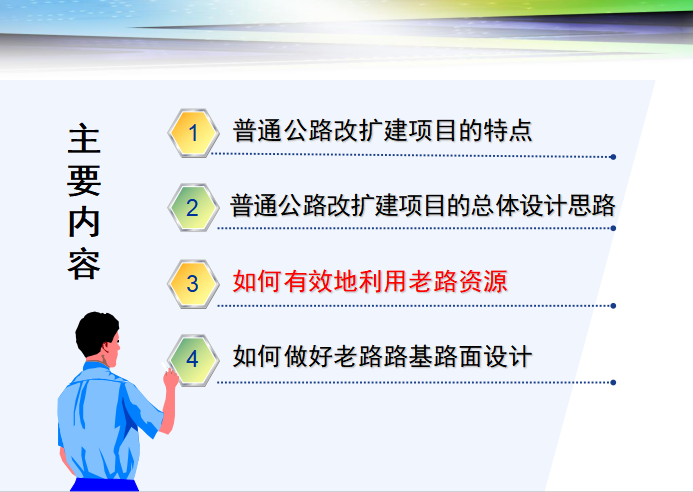 主要内容
1 普通公路改扩建项目的特点
2 普通公路改扩建项目的总体设计思路
3 如何有效地利用老路资源
4 如何做好老路路基路面设计